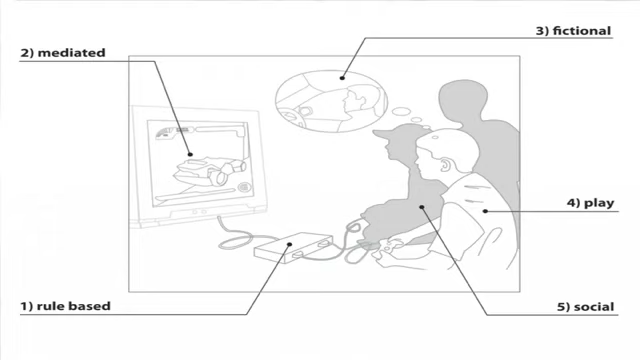 3) fictional
2) mediated
4) play
1) rule based
5) social